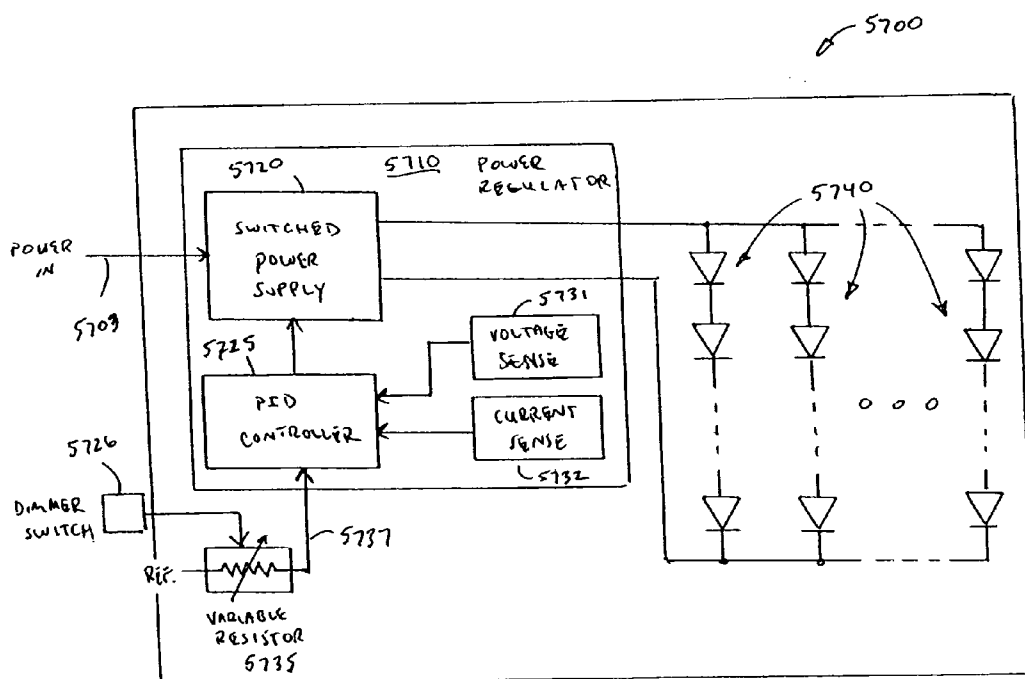 5700
5720
5710
POWER
REGULATOR
5740
SWITCHED
POWER
SUPPLY
POWER
IN
5703
5731
VOLTAGE
SENSE
5725
PID
CONTROLLER
CURRENT
SENSE
5732
5726
DIMMER
SWITCH
5737
REF.
VARIABLE
RESISTOR
5735